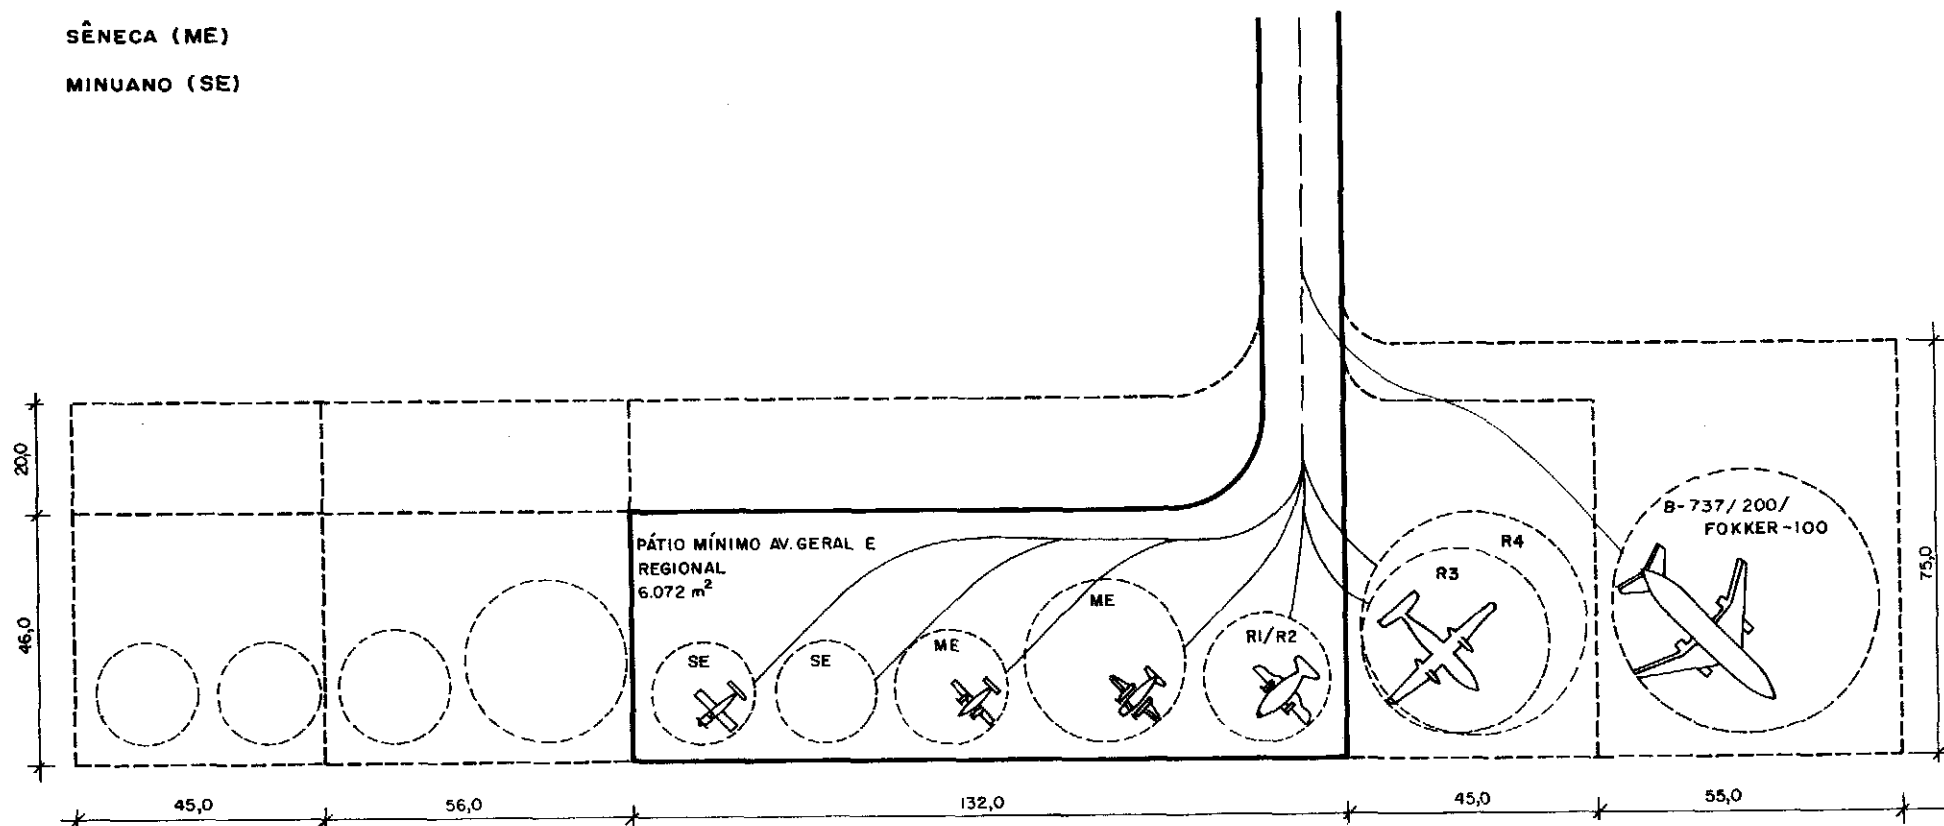 SÊNECA (ME)
MINUANO (SE)
20,0
46,0
75,0
PÁTIO MÍNIMO AV. GERAL E
REGIONAL
6.072 m²
SE
SE
ME
ME
R1/R2
R3
R4
B-737/200/
FOKKER-100
45,0
56,0
132,0
45,0
55,0